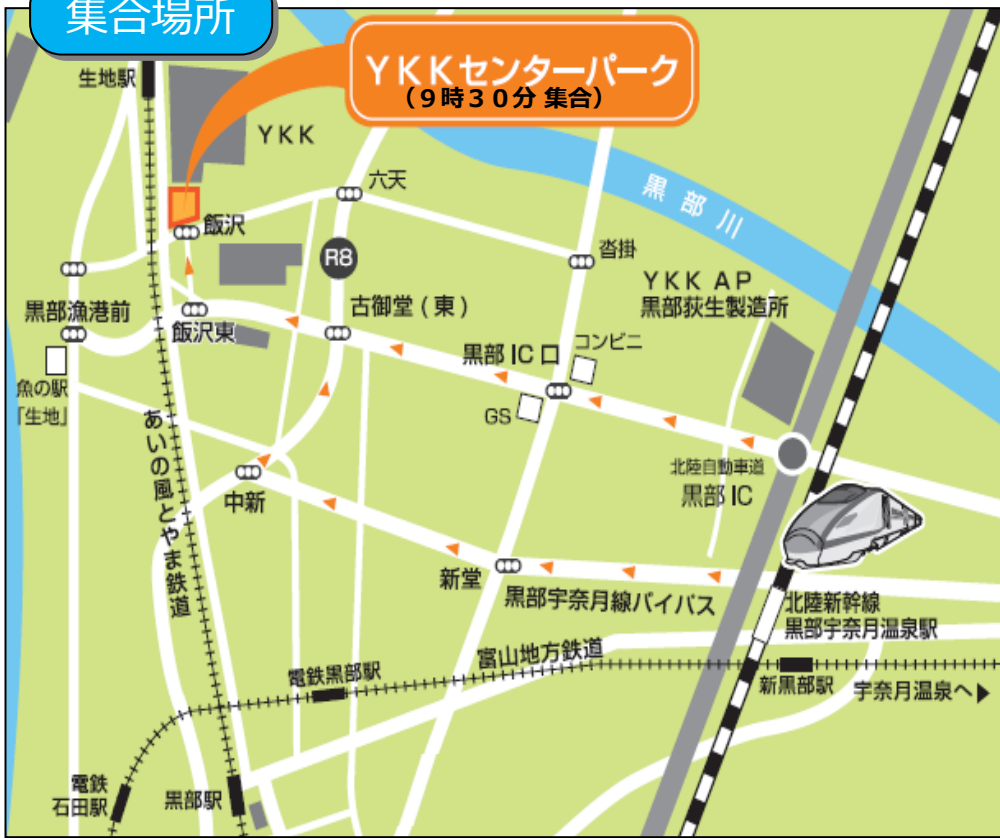 集合場所
YKKセンターパーク
（９時３０分 集合）
生地駅
YKK
六天
飯沢
R8
黒部川
沓掛
YKK AP
黒部荻生製造所
古御堂(東)
黒部漁港前
飯沢東
コンビニ
黒部IC口
魚の駅
「生地」
GS
あいの風とやま鉄道
北陸自動車道
黒部IC
中新
新堂
黒部宇奈月線バイパス
北陸新幹線
黒部宇奈月温泉駅
富山地方鉄道
電鉄黒部駅
新黒部駅
宇奈月温泉へ▶
電鉄
石田駅
黒部駅